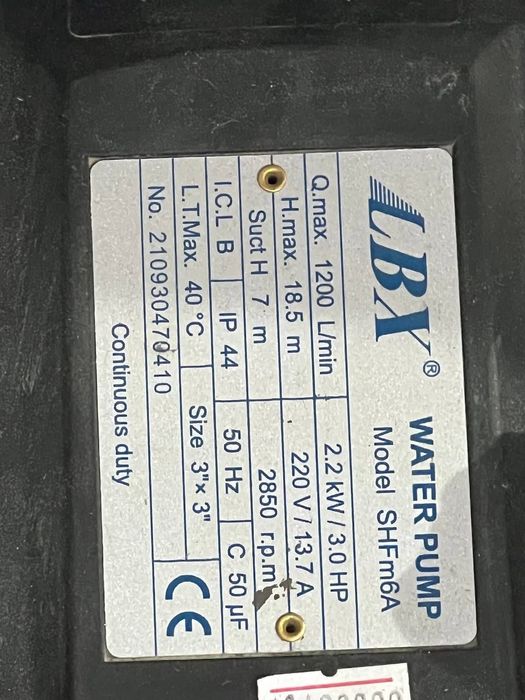 LBX ® WATER PUMP
Model SHFm6A
Q.max. 1200 L/min 2.2 kW / 3.0 HP
H.max. 18.5 m 220 V / 13.7 A
Suct H 7 m 2850 r.p.m
I.C.L B IP 44 50 Hz C 50 µF
L.T.Max. 40 °C Size 3"× 3"
No. 210930470410 CE
Continuous duty